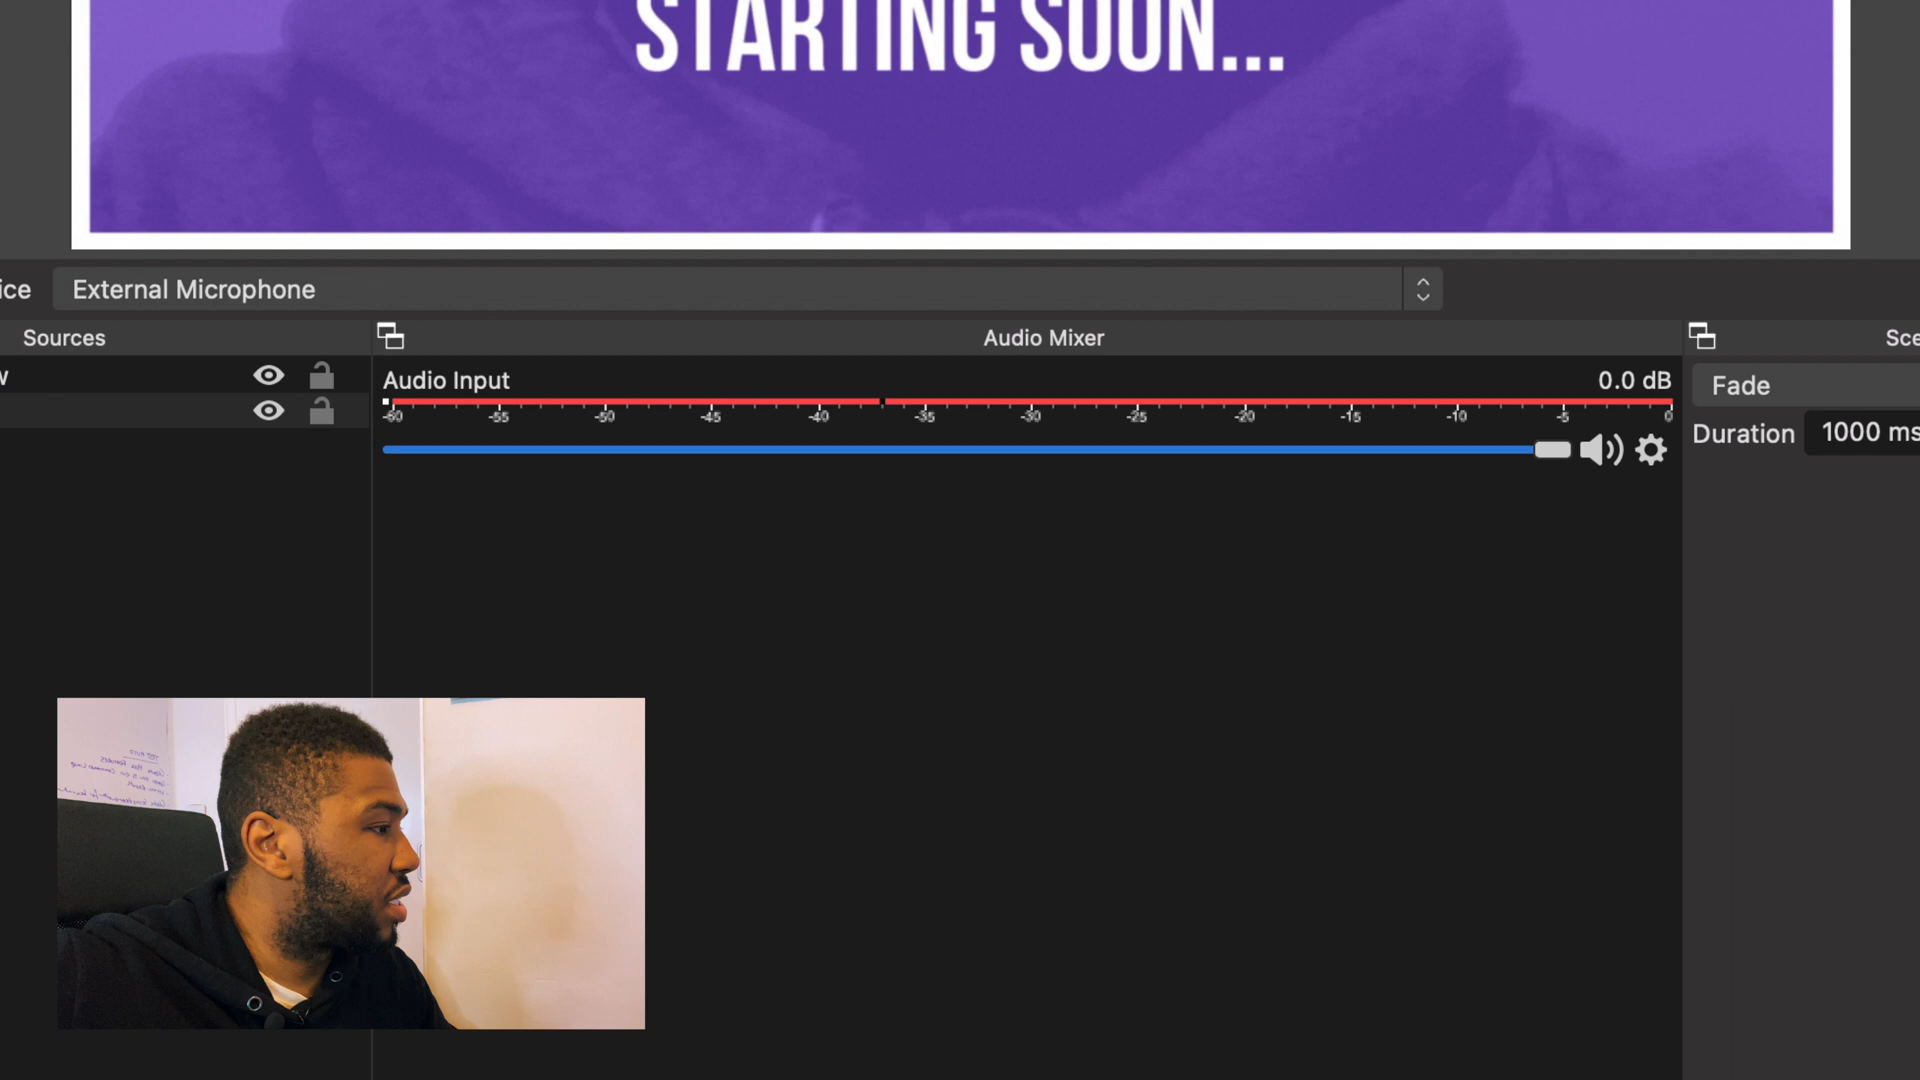 STARTING SOON...
ice External Microphone
Sources
Audio Mixer
Sce
w
Audio Input 0.0 dB
-60 -55 -50 -45 -40 -35 -30 -25 -20 -15 -10 -5 0
Fade
Duration 1000 ms